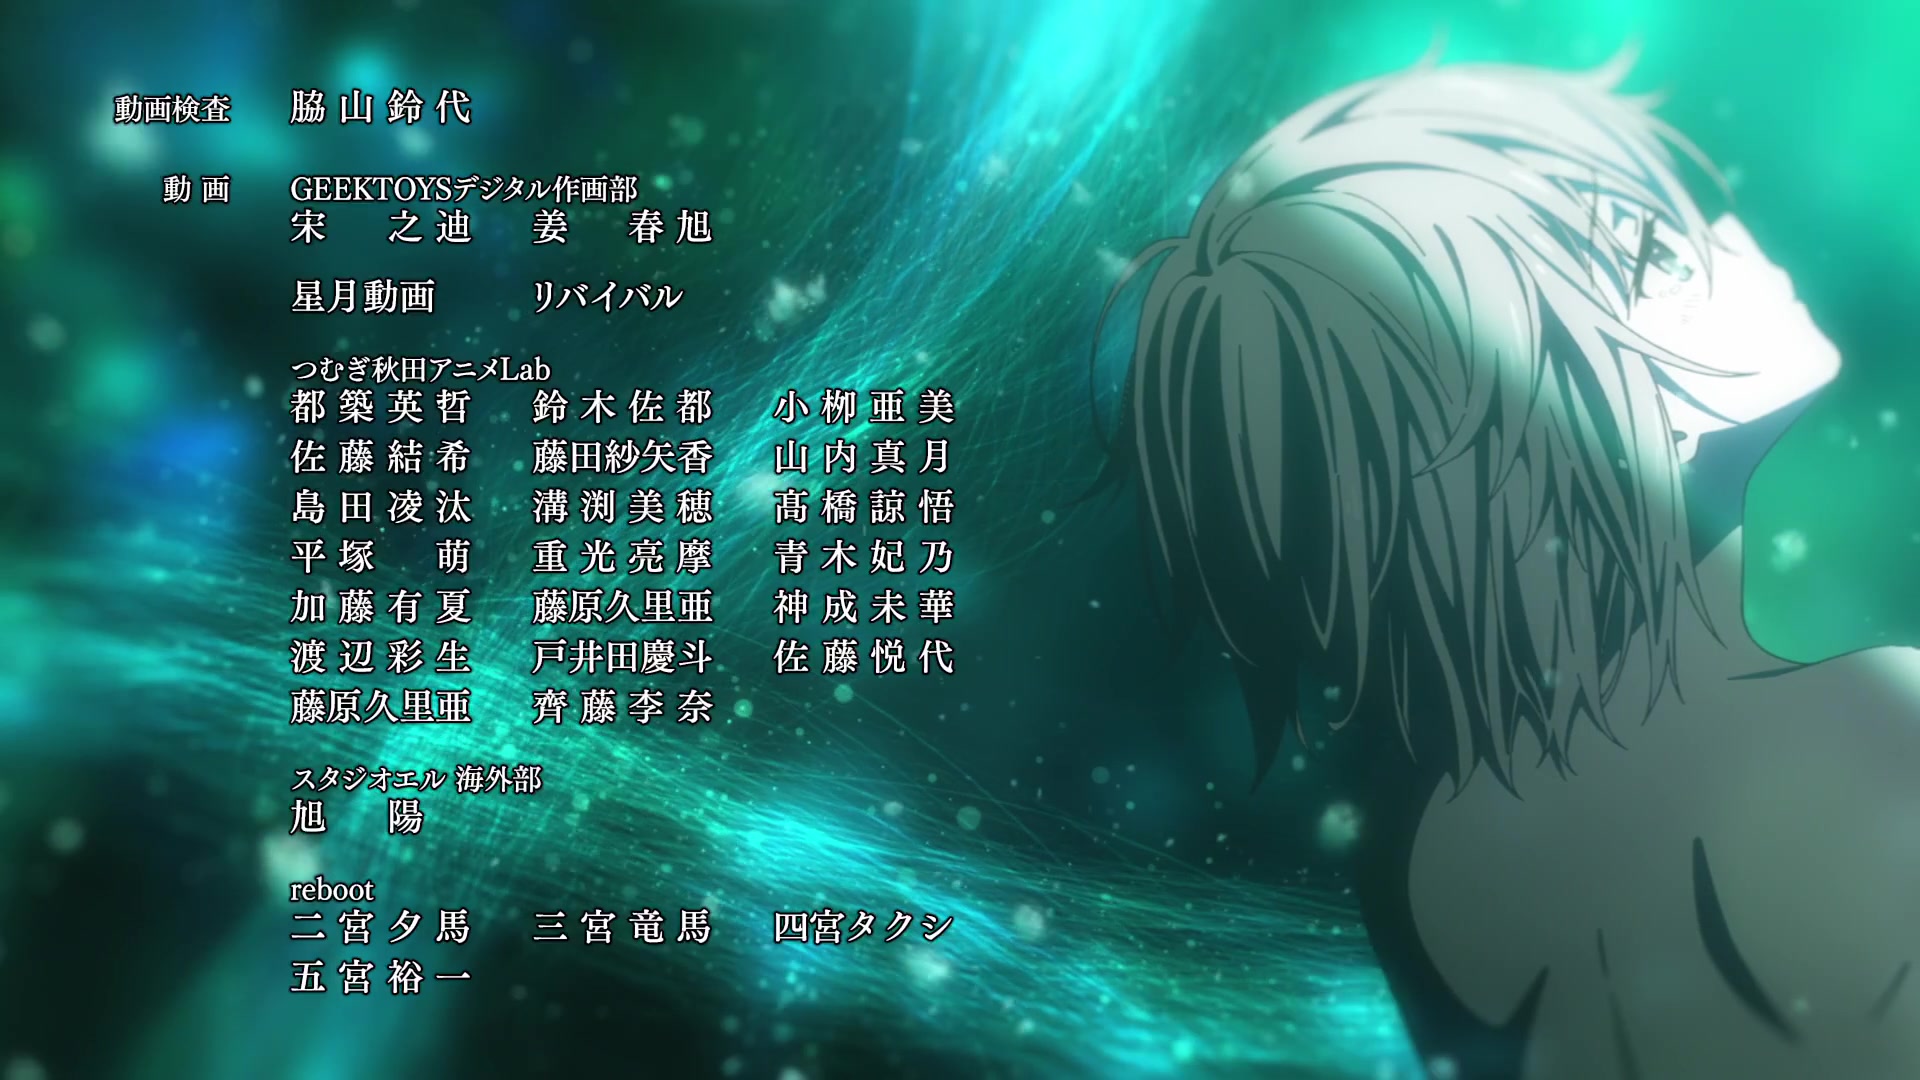 動画検査 脇山鈴代
動画 GEEKTOYSデジタル作画部
宋之迪 姜春旭
星月動画 リバイバル
つむぎ秋田アニメLab
都築英哲 鈴木佐都 小栁亜美
佐藤結希 藤田紗矢香 山内真月
島田凌汰 溝渕美穂 髙橋諒悟
平塚萌 重光亮摩 青木妃乃
加藤有夏 藤原久里亜 神成未華
渡辺彩生 戸井田慶斗 佐藤悦代
藤原久里亜 齊藤李奈
スタジオエル 海外部
旭陽
reboot
二宮夕馬 三宮竜馬 四宮タクシ
五宮裕一